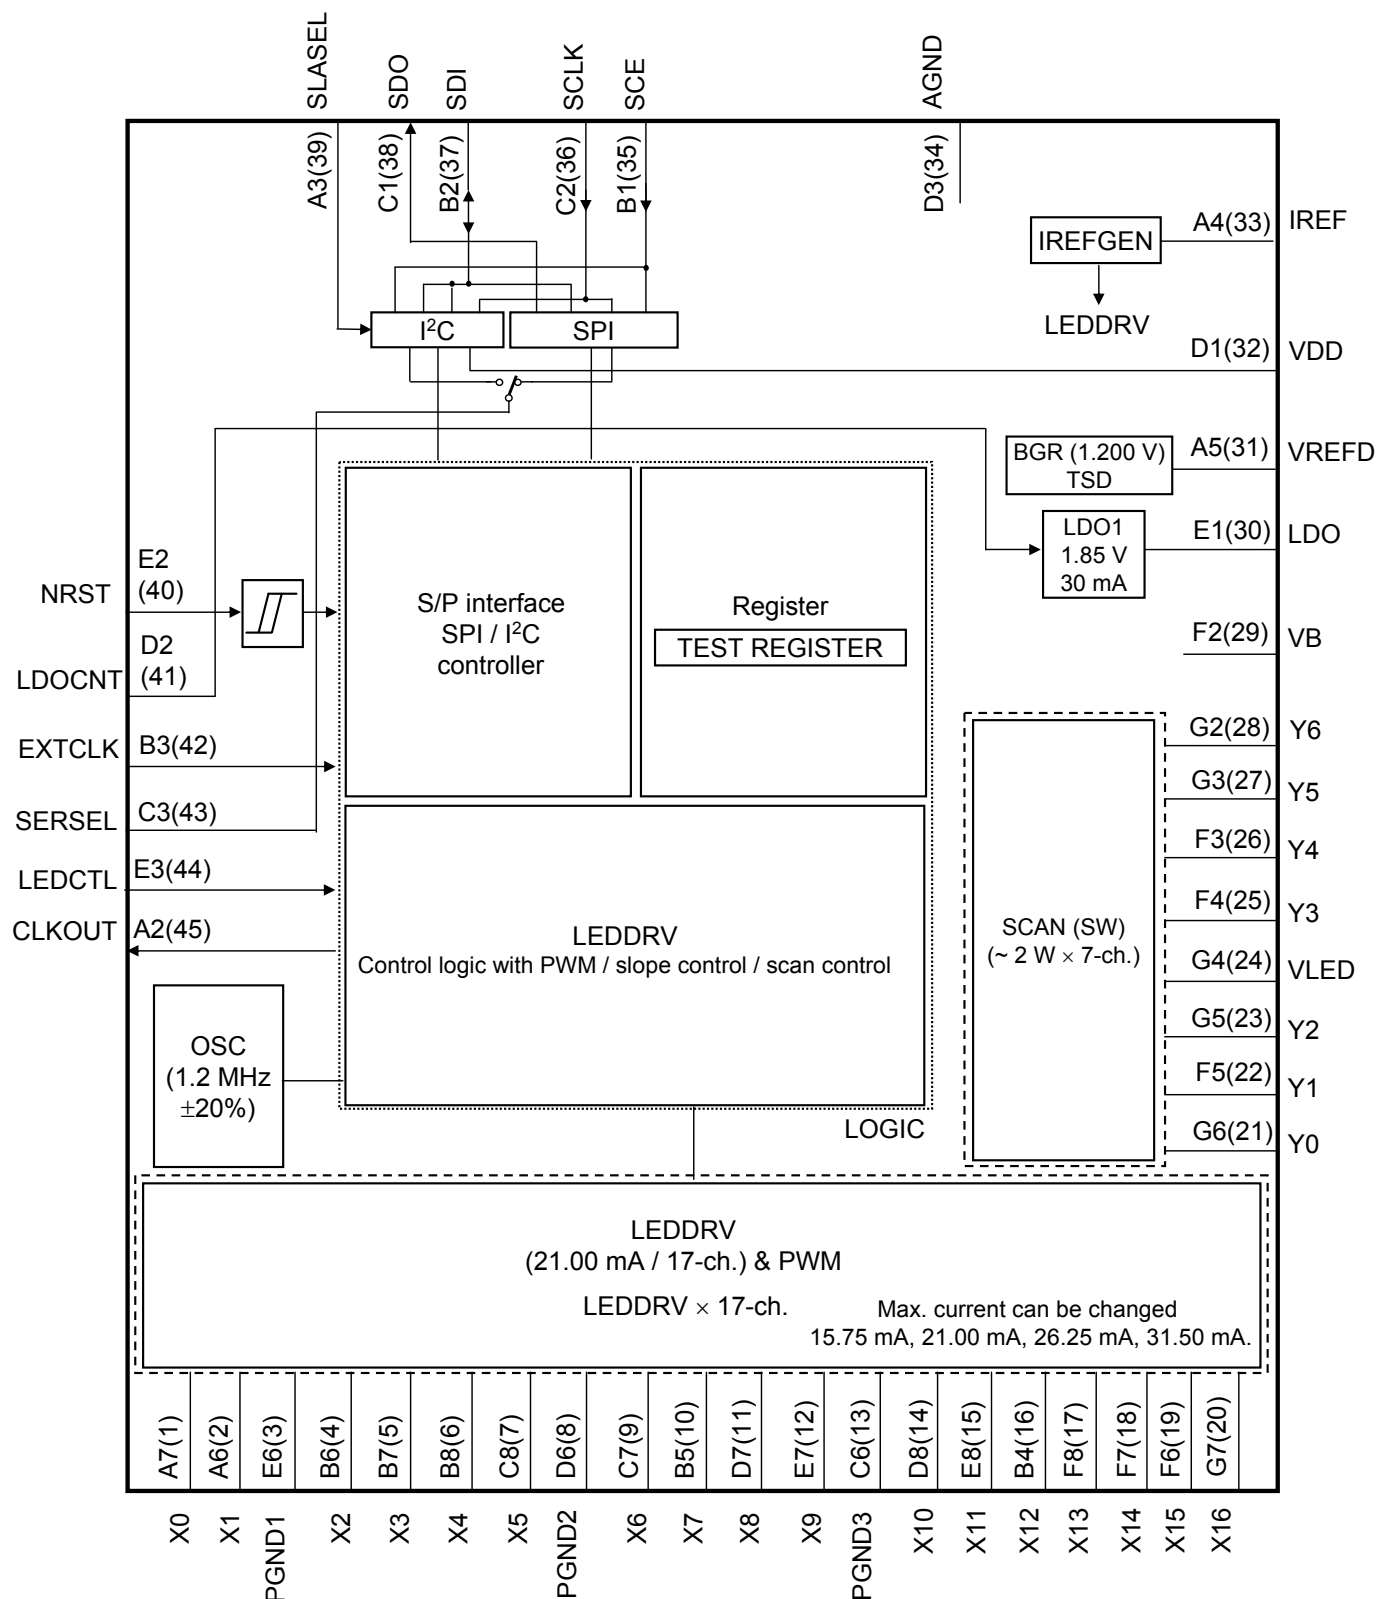 SLASEL
SDO
SDI
SCLK
SCE
AGND
A3(39)
C1(38)
B2(37)
C2(36)
B1(35)
D3(34)
IREFGEN
A4(33)
IREF
LEDDRV
I²C
SPI
D1(32)
VDD
BGR (1.200 V)
TSD
A5(31)
VREFD
LDO1
1.85 V
30 mA
E1(30)
LDO
NRST
E2
(40)
S/P interface
SPI / I²C
controller
Register
TEST REGISTER
F2(29)
VB
LDOCNT
D2
(41)
EXTCLK
B3(42)
SERSEL
C3(43)
LEDCTL
E3(44)
CLKOUT
A2(45)
LEDDRV
Control logic with PWM / slope control / scan control
SCAN (SW)
(~ 2 W × 7-ch.)
G2(28)
Y6
G3(27)
Y5
F3(26)
Y4
F4(25)
Y3
G4(24)
VLED
G5(23)
Y2
F5(22)
Y1
G6(21)
Y0
OSC
(1.2 MHz
±20%)
LOGIC
LEDDRV
(21.00 mA / 17-ch.) & PWM
LEDDRV × 17-ch.
Max. current can be changed
15.75 mA, 21.00 mA, 26.25 mA, 31.50 mA.
A7(1)
A6(2)
E6(3)
B6(4)
B7(5)
B8(6)
C8(7)
D6(8)
C7(9)
B5(10)
D7(11)
E7(12)
C6(13)
D8(14)
E8(15)
B4(16)
F8(17)
F7(18)
F6(19)
G7(20)
X0
X1
PGND1
X2
X3
X4
X5
PGND2
X6
X7
X8
X9
PGND3
X10
X11
X12
X13
X14
X15
X16